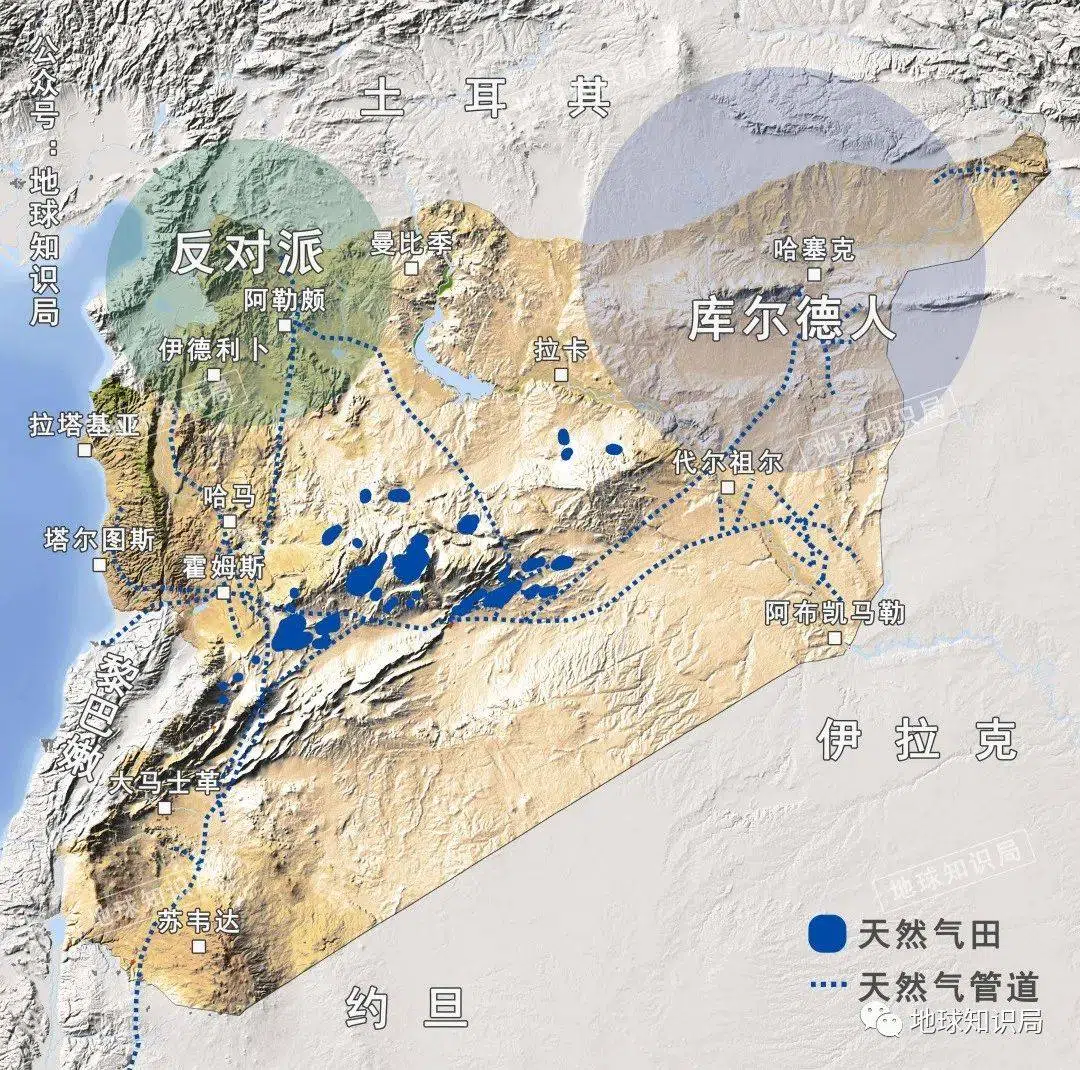 公众号：地球知识局
土耳其
反对派
曼比季
哈塞克
阿勒颇
库尔德人
伊德利卜
拉卡
地球知识局
拉塔基亚
地球知识局
代尔祖尔
哈马
塔尔图斯
霍姆斯
阿布凯马勒
黎巴嫩
伊拉克
大马士革
地球知识局
地球知识局
苏韦达
天然气田
天然气管道
约旦
地球知识局